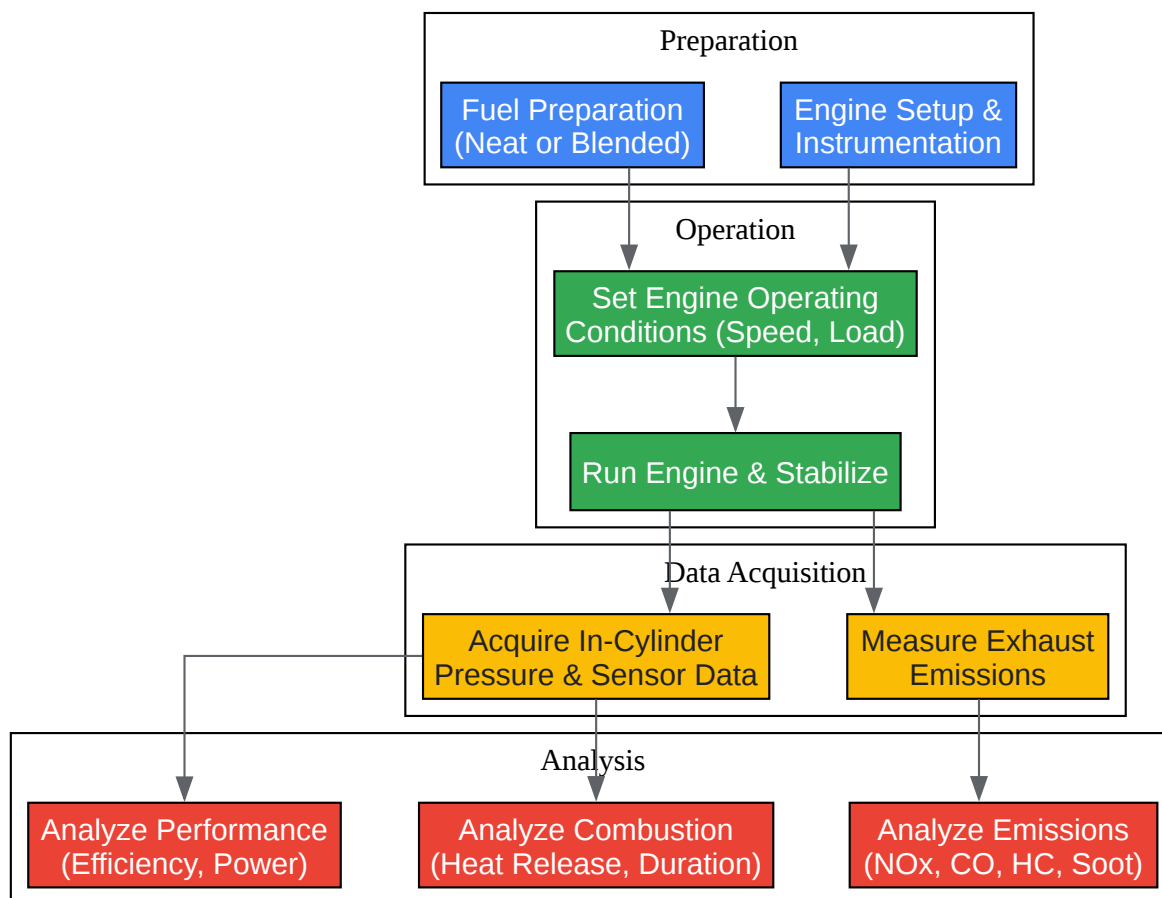 Preparation
Fuel Preparation
(Neat or Blended)
Engine Setup &
Instrumentation
Operation
Set Engine Operating
Conditions (Speed, Load)
Run Engine & Stabilize
Data Acquisition
Acquire In-Cylinder
Pressure & Sensor Data
Measure Exhaust
Emissions
Analysis
Analyze Performance
(Efficiency, Power)
Analyze Combustion
(Heat Release, Duration)
Analyze Emissions
(NOx, CO, HC, Soot)